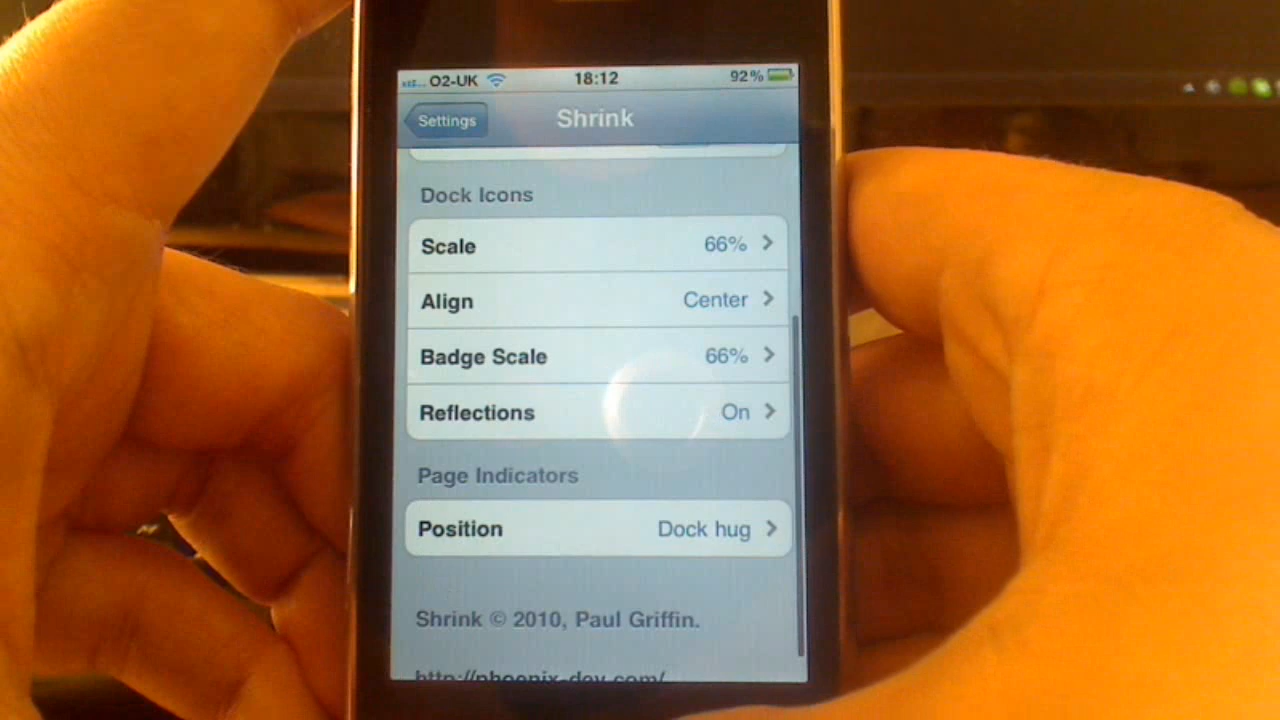 O2-UK 18:12 92%
Settings Shrink
Dock Icons
Scale 66%
Align Center
Badge Scale 66%
Reflections On
Page Indicators
Position Dock hug
Shrink © 2010, Paul Griffin.
http://phoenix-dev.com/